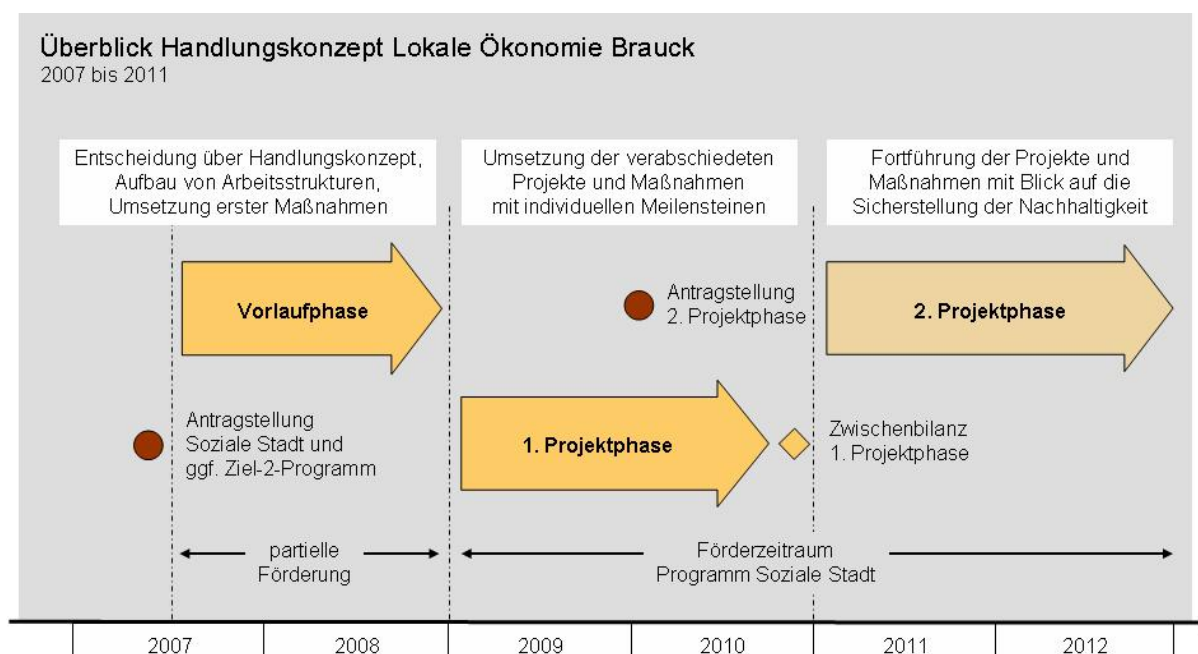 Überblick Handlungskonzept Lokale Ökonomie Brauck
2007 bis 2011
Entscheidung über Handlungskonzept,
Aufbau von Arbeitsstrukturen,
Umsetzung erster Maßnahmen
Umsetzung der verabschiedeten
Projekte und Maßnahmen
mit individuellen Meilensteinen
Fortführung der Projekte und
Maßnahmen mit Blick auf die
Sicherstellung der Nachhaltigkeit
Vorlaufphase
Antragstellung
2. Projektphase
2. Projektphase
Antragstellung
Soziale Stadt und
ggf. Ziel-2-Programm
1. Projektphase
Zwischenbilanz
1. Projektphase
partielle
Förderung
Förderzeitraum
Programm Soziale Stadt
2007
2008
2009
2010
2011
2012